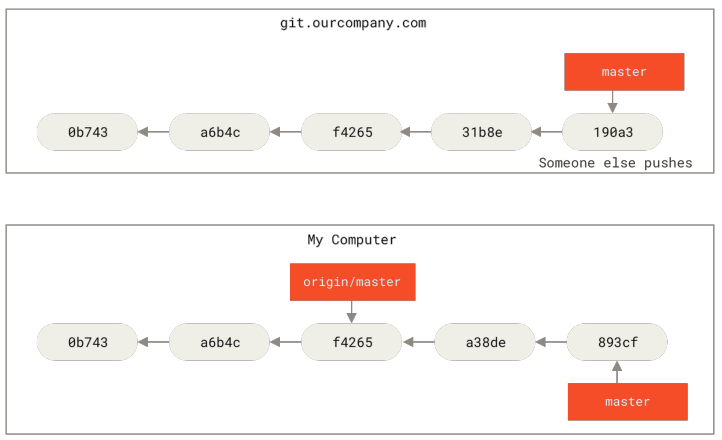 git.ourcompany.com
master
0b743
a6b4c
f4265
31b8e
190a3
Someone else pushes
My Computer
origin/master
0b743
a6b4c
f4265
a38de
893cf
master